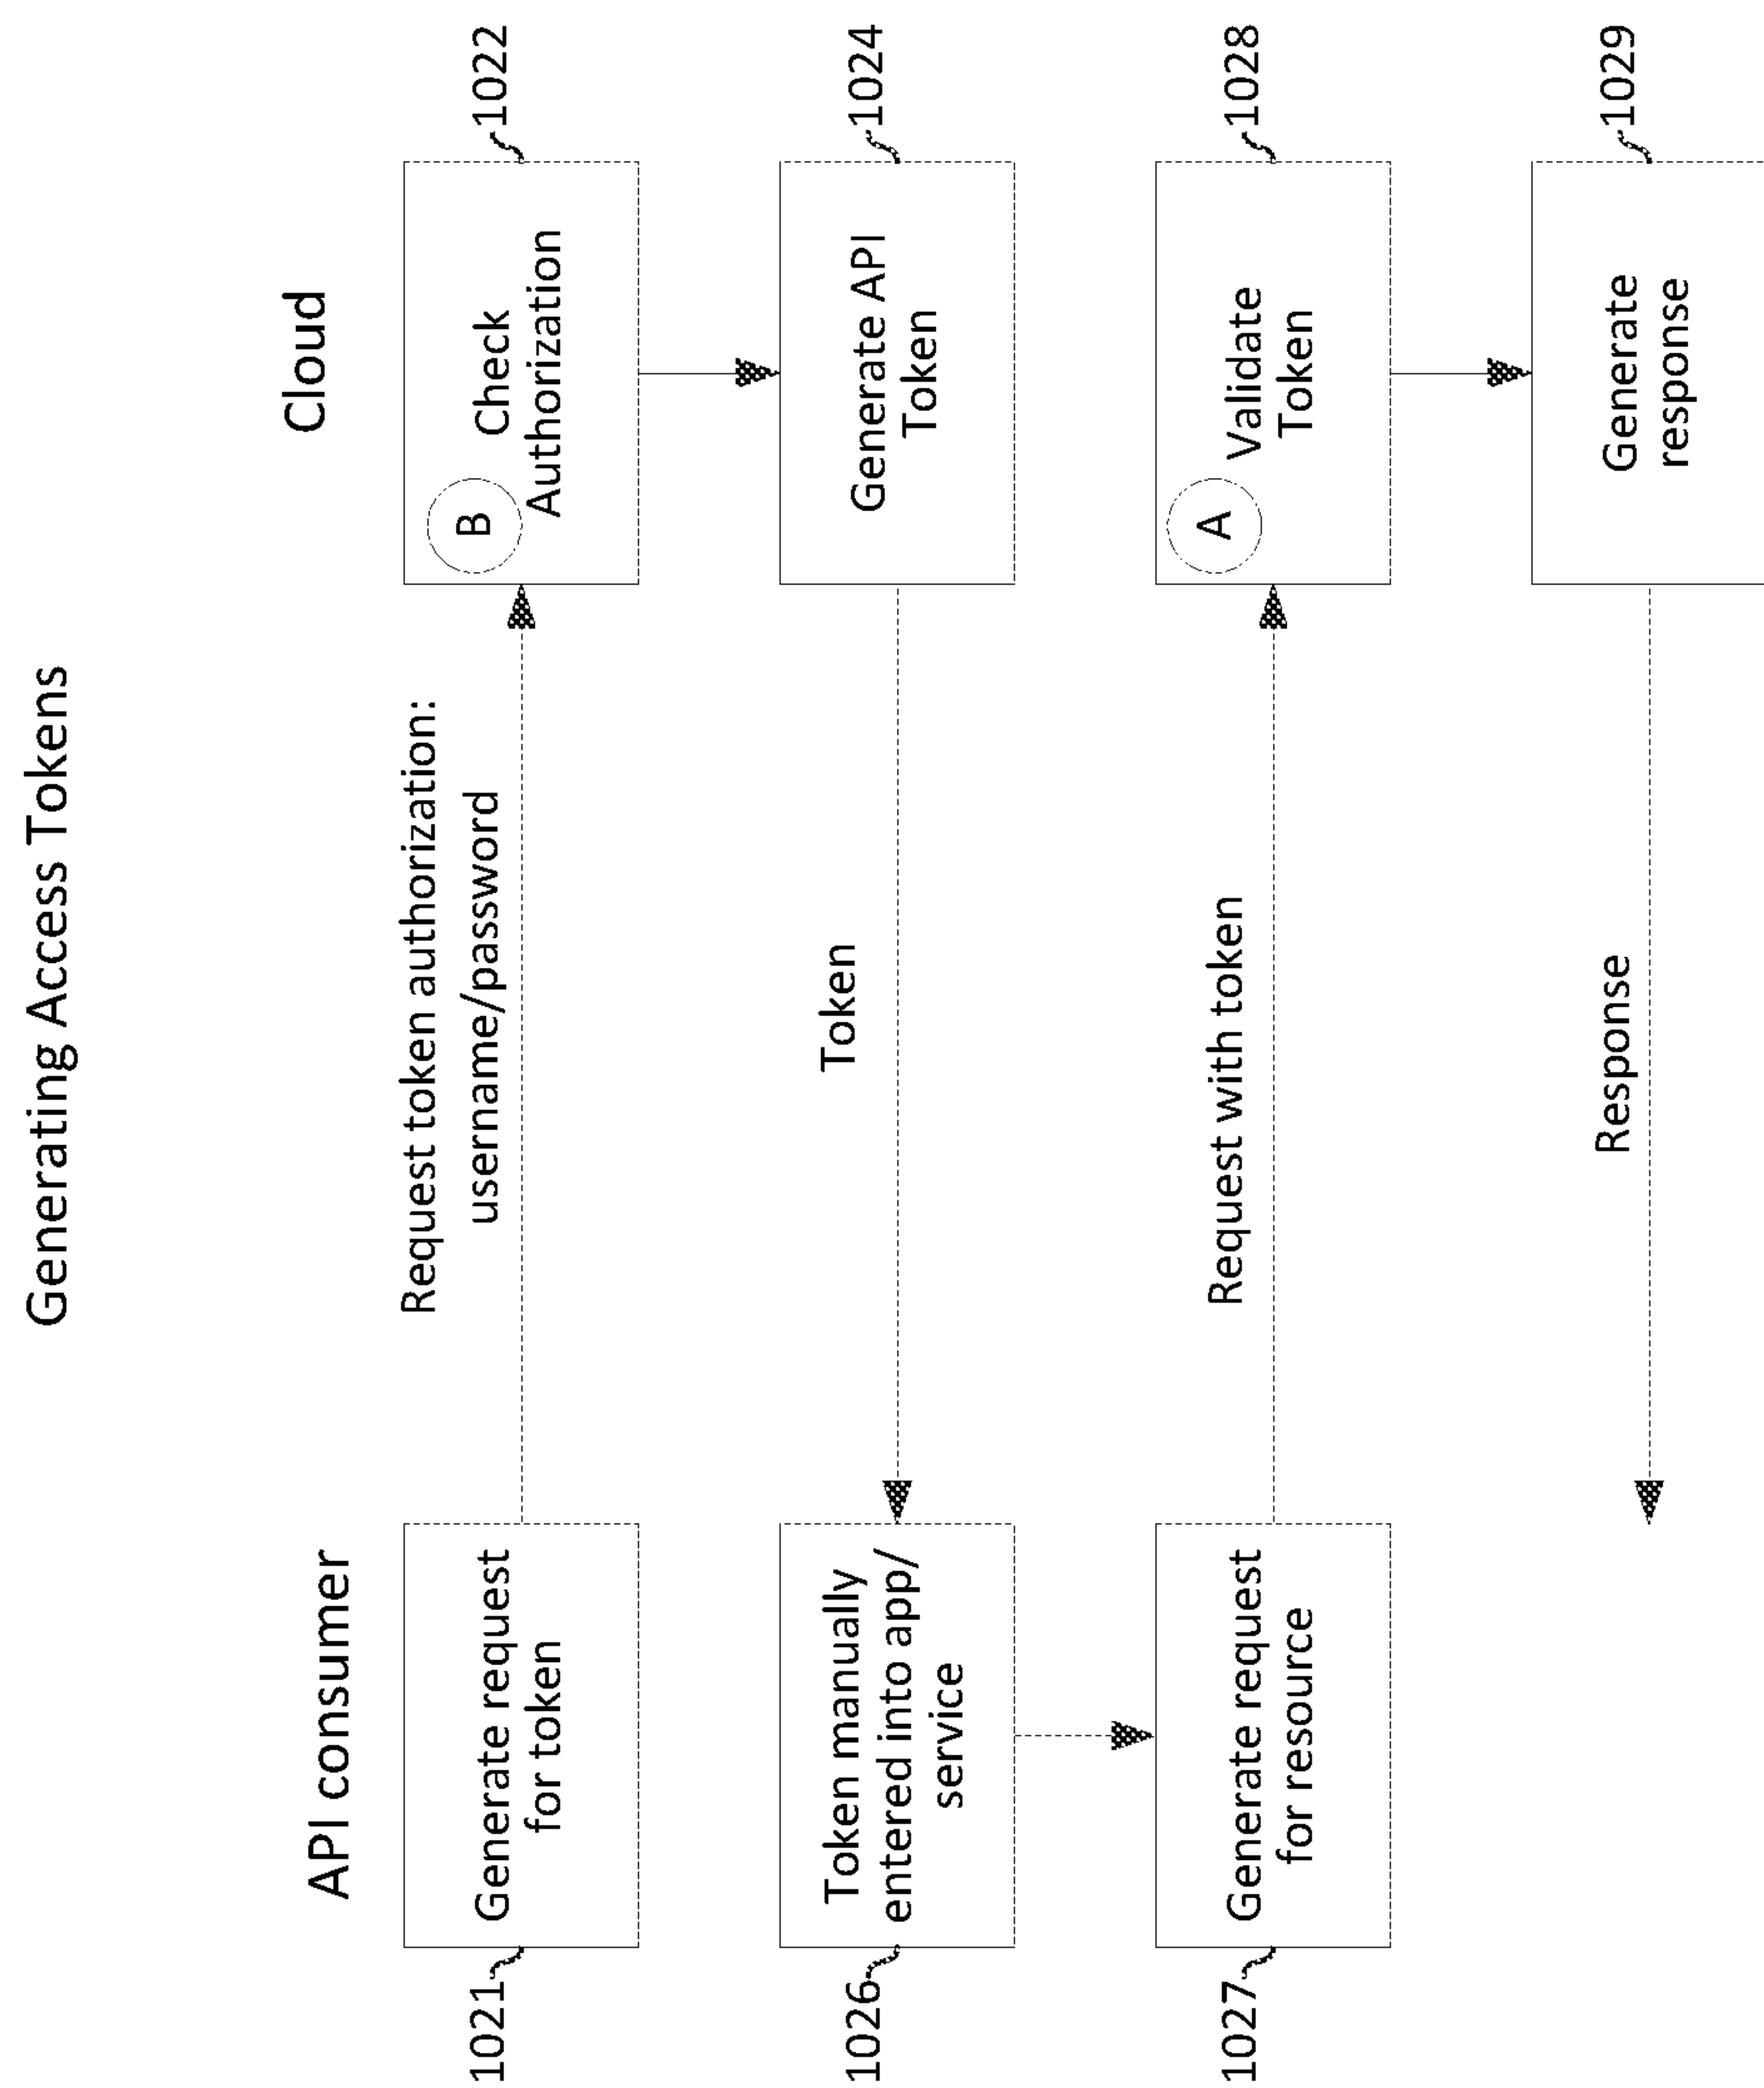 Generating Access Tokens
API consumer
Cloud
1021
Generate request
for token
Request token authorization:
username/password
B
Check
Authorization
1022
1026
Token manually
entered into app/
service
Token
Generate API
Token
1024
1027
Generate request
for resource
Request with token
A
Validate
Token
1028
Response
Generate
response
1029